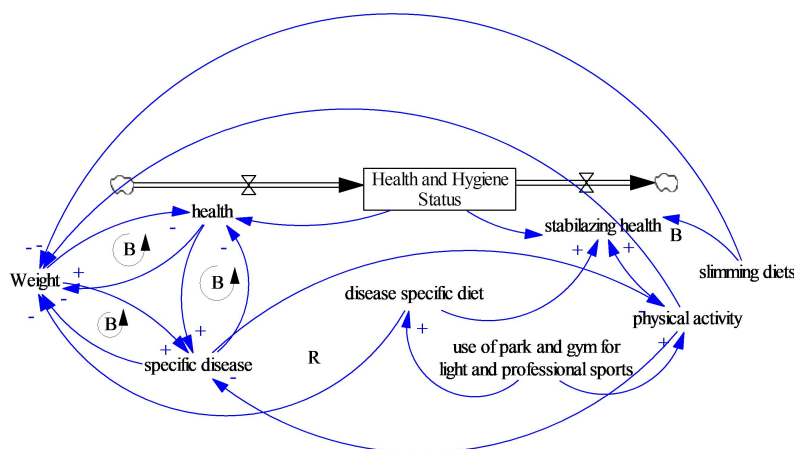 Health and Hygiene
Status
health
stabilazing health
B
B
B
B
slimming diets
Weight
disease specific diet
physical activity
use of park and gym for
light and professional sports
specific disease
R
- -
-
-
-
+
-
-
+
+
-
+
+
+
-
+